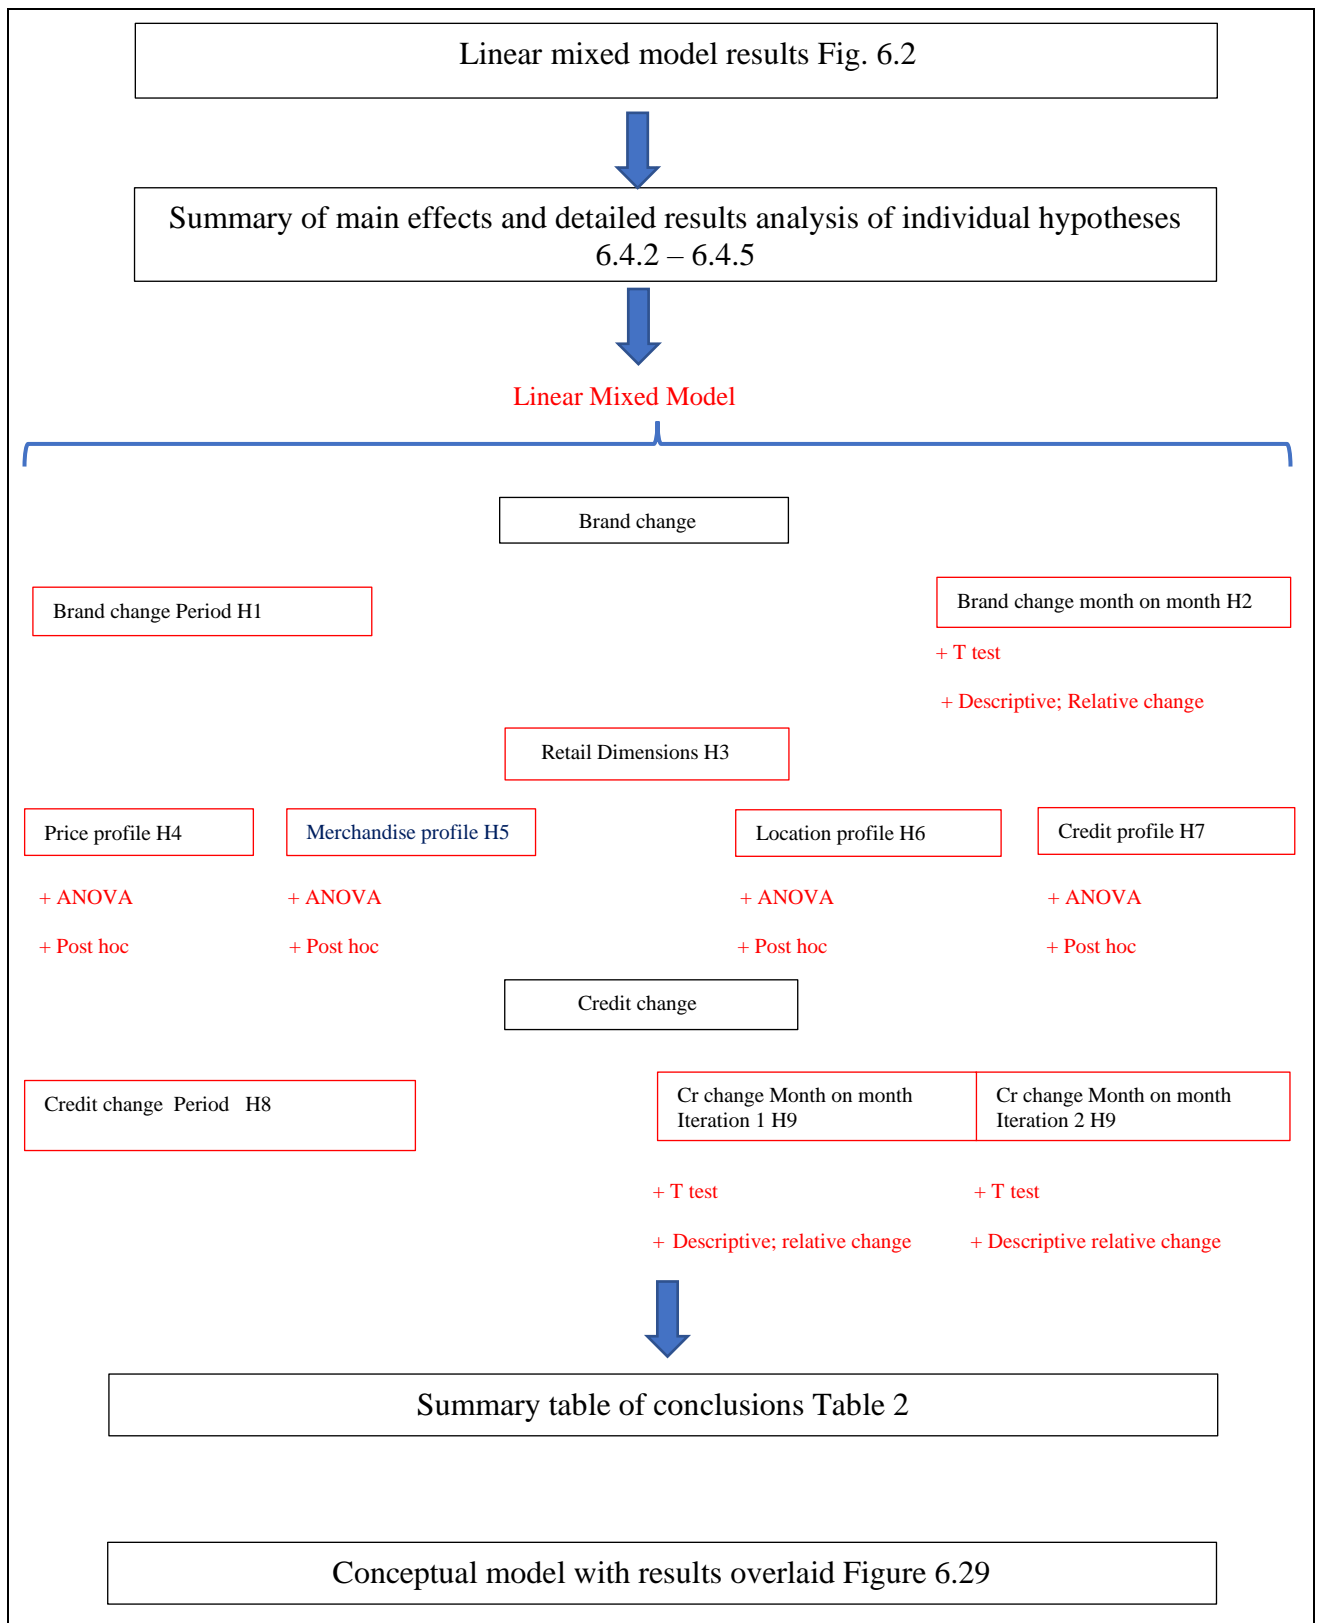 Linear mixed model results Fig. 6.2
Summary of main effects and detailed results analysis of individual hypotheses
6.4.2 – 6.4.5
Linear Mixed Model
Brand change
Brand change Period H1
Brand change month on month H2
+ T test
+ Descriptive; Relative change
Retail Dimensions H3
Price profile H4
Merchandise profile H5
Location profile H6
Credit profile H7
+ ANOVA
+ ANOVA
+ ANOVA
+ ANOVA
+ Post hoc
+ Post hoc
+ Post hoc
+ Post hoc
Credit change
Credit change Period H8
Cr change Month on month
Iteration 1 H9
Cr change Month on month
Iteration 2 H9
+ T test
+ T test
+ Descriptive; relative change
+ Descriptive relative change
Summary table of conclusions Table 2
Conceptual model with results overlaid Figure 6.29